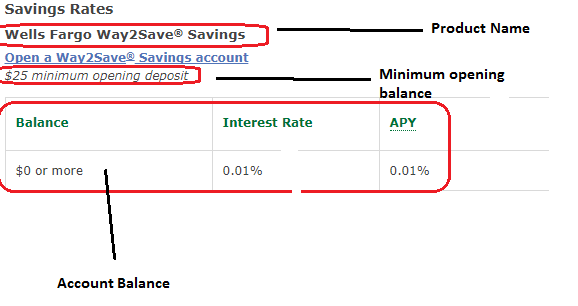 Savings Rates
Wells Fargo Way2Save® Savings
Product Name
Open a Way2Save® Savings account
$25 minimum opening deposit
Minimum opening
balance
Balance Interest Rate APY
$0 or more 0.01% 0.01%
Account Balance